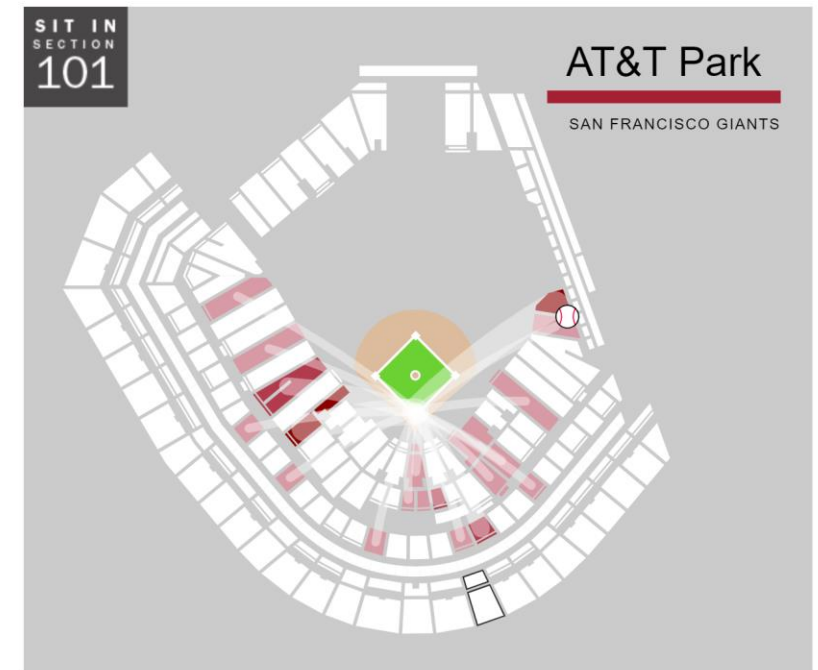 SIT IN
SECTION
101
AT&T Park
SAN FRANCISCO GIANTS